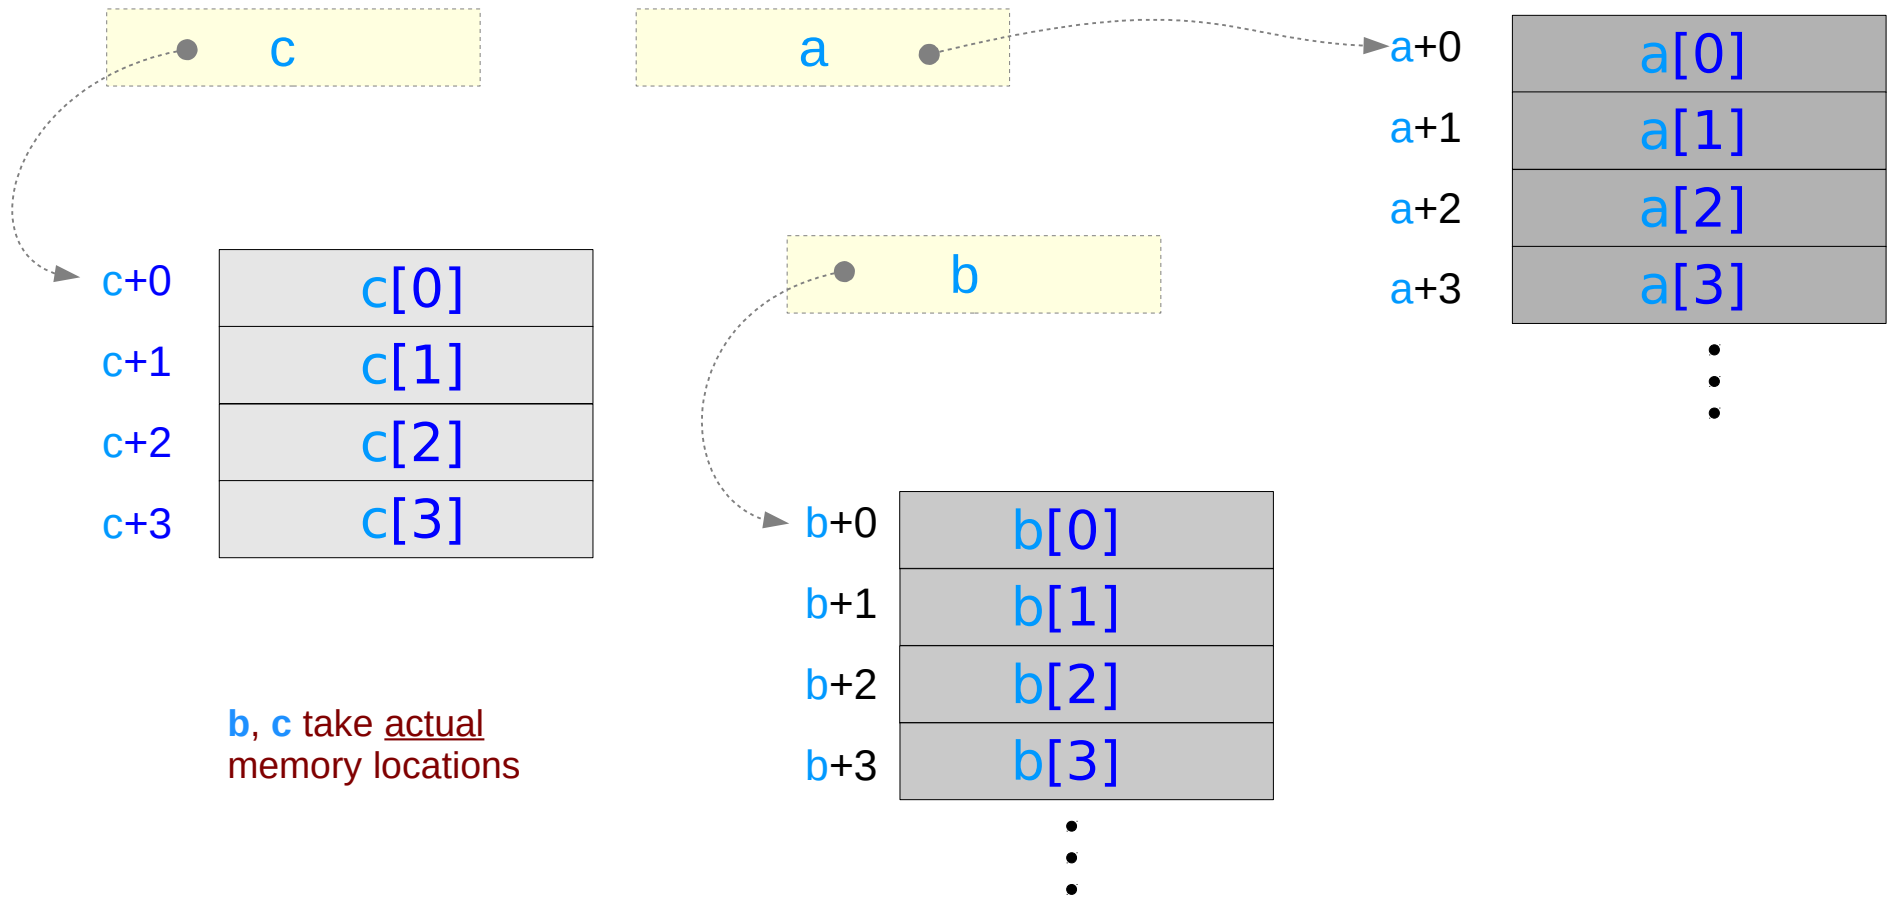 c
c+0
c+1
c+2
c+3
c[0]
c[1]
c[2]
c[3]
a
a+0
a+1
a+2
a+3
a[0]
a[1]
a[2]
a[3]
b
b+0
b+1
b+2
b+3
b[0]
b[1]
b[2]
b[3]
b, c take actual
memory locations